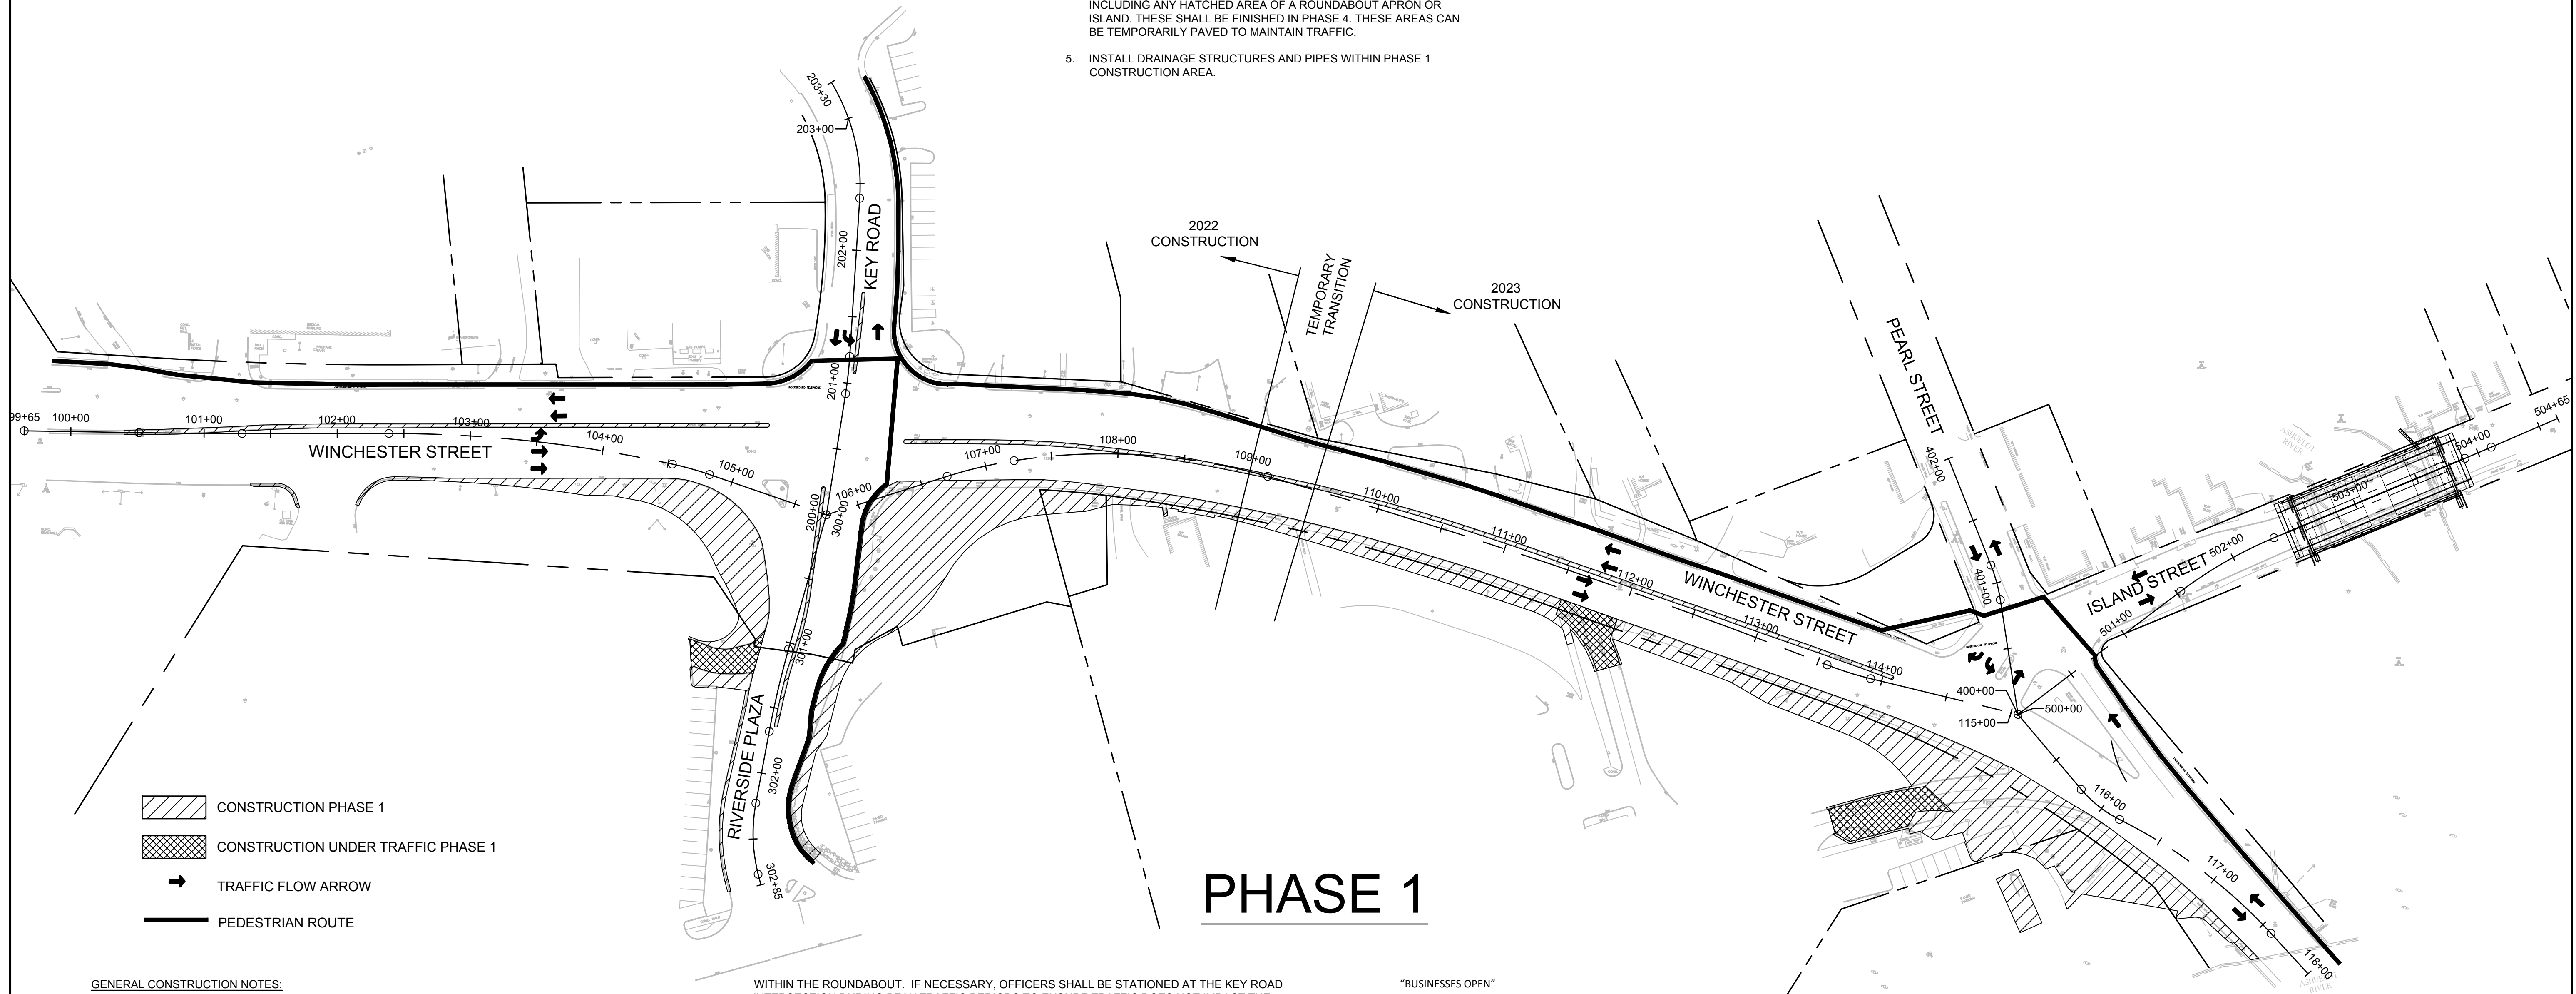 INCLUDING ANY HATCHED AREA OF A ROUNDABOUT APRON OR
ISLAND. THESE SHALL BE FINISHED IN PHASE 4. THESE AREAS CAN
BE TEMPORARILY PAVED TO MAINTAIN TRAFFIC.
5. INSTALL DRAINAGE STRUCTURES AND PIPES WITHIN PHASE 1
CONSTRUCTION AREA.
203+30
203+00
202+00
KEY ROAD
201+00
200+00
300+00
2022
CONSTRUCTION
TEMPORARY
TRANSITION
2023
CONSTRUCTION
99+65
100+00
101+00
102+00
103+00
104+00
105+00
106+00
107+00
108+00
109+00
110+00
111+00
112+00
113+00
114+00
115+00
116+00
117+00
118+00
WINCHESTER STREET
WINCHESTER STREET
PEARL STREET
402+00
401+00
400+00
500+00
ISLAND STREET
501+00
502+00
503+00
504+00
504+65
ASHUELOT
RIVER
ASHUELOT
RIVER
RIVERSIDE PLAZA
301+00
302+00
302+85
CONSTRUCTION PHASE 1
CONSTRUCTION UNDER TRAFFIC PHASE 1
TRAFFIC FLOW ARROW
PEDESTRIAN ROUTE
PHASE 1
GENERAL CONSTRUCTION NOTES:
WITHIN THE ROUNDABOUT. IF NECESSARY, OFFICERS SHALL BE STATIONED AT THE KEY ROAD
"BUSINESSES OPEN"